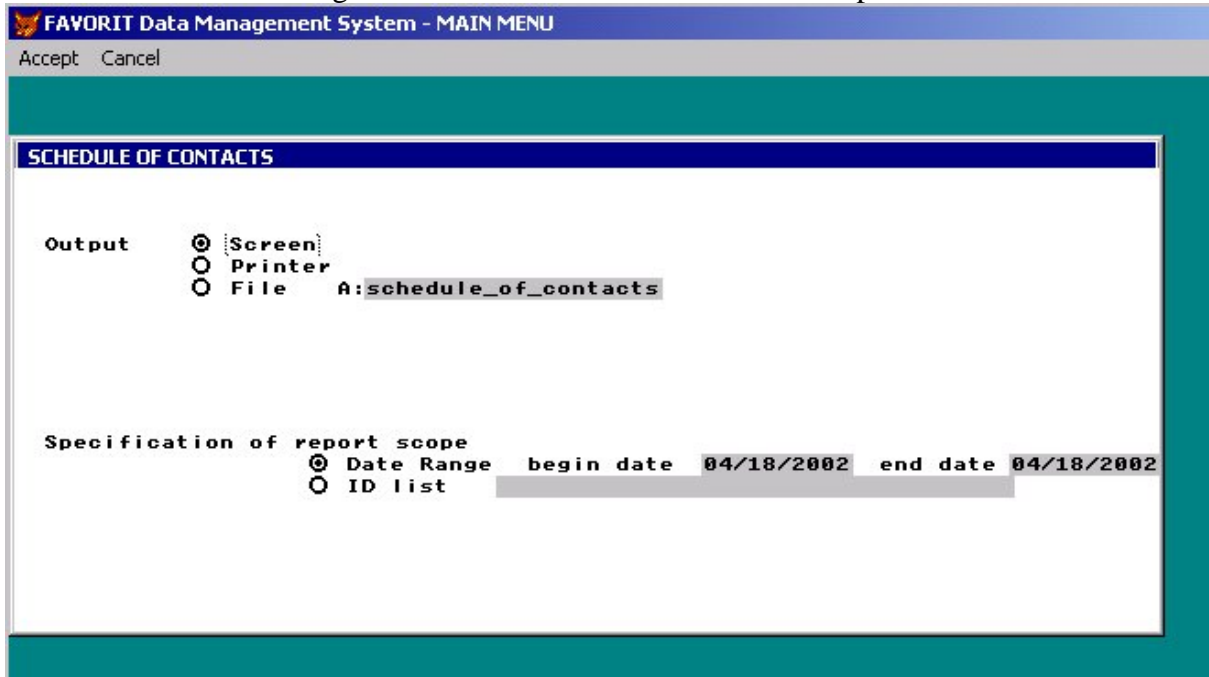 FAVORIT Data Management System - MAIN MENU
Accept Cancel
SCHEDULE OF CONTACTS
Output Screen
Printer
File A:schedule_of_contacts
Specification of report scope
Date Range begin date 04/18/2002 end date 04/18/2002
ID list